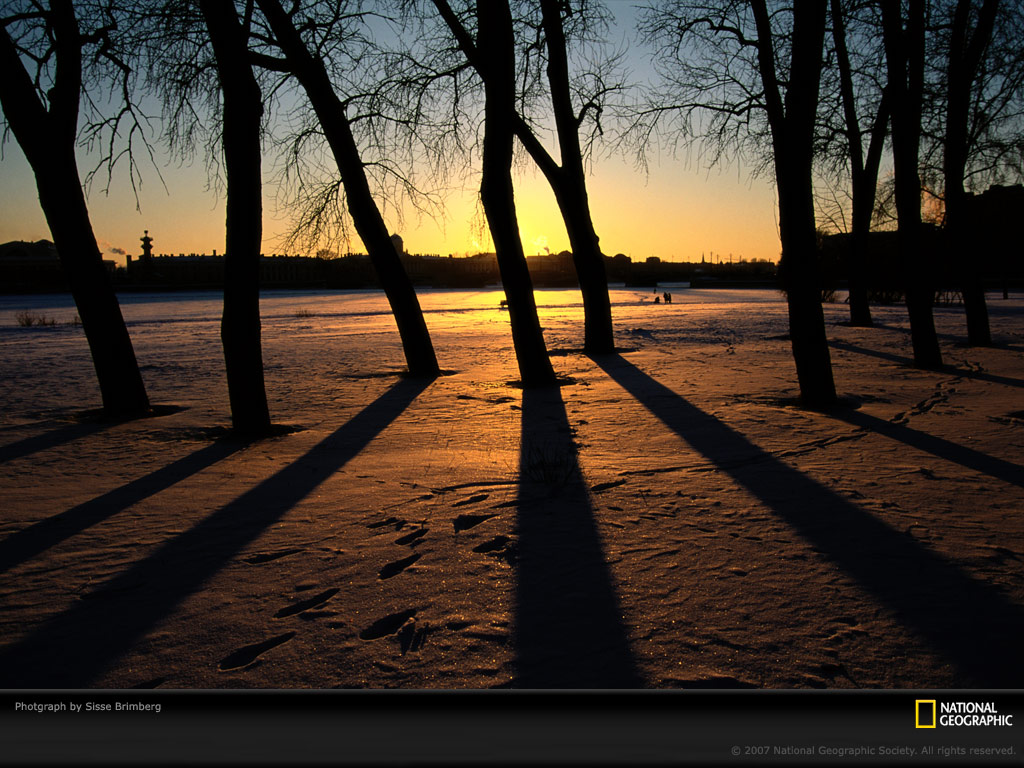 Photograph by Sisse Brimberg
NATIONAL
GEOGRAPHIC
© 2007 National Geographic Society. All rights reserved.